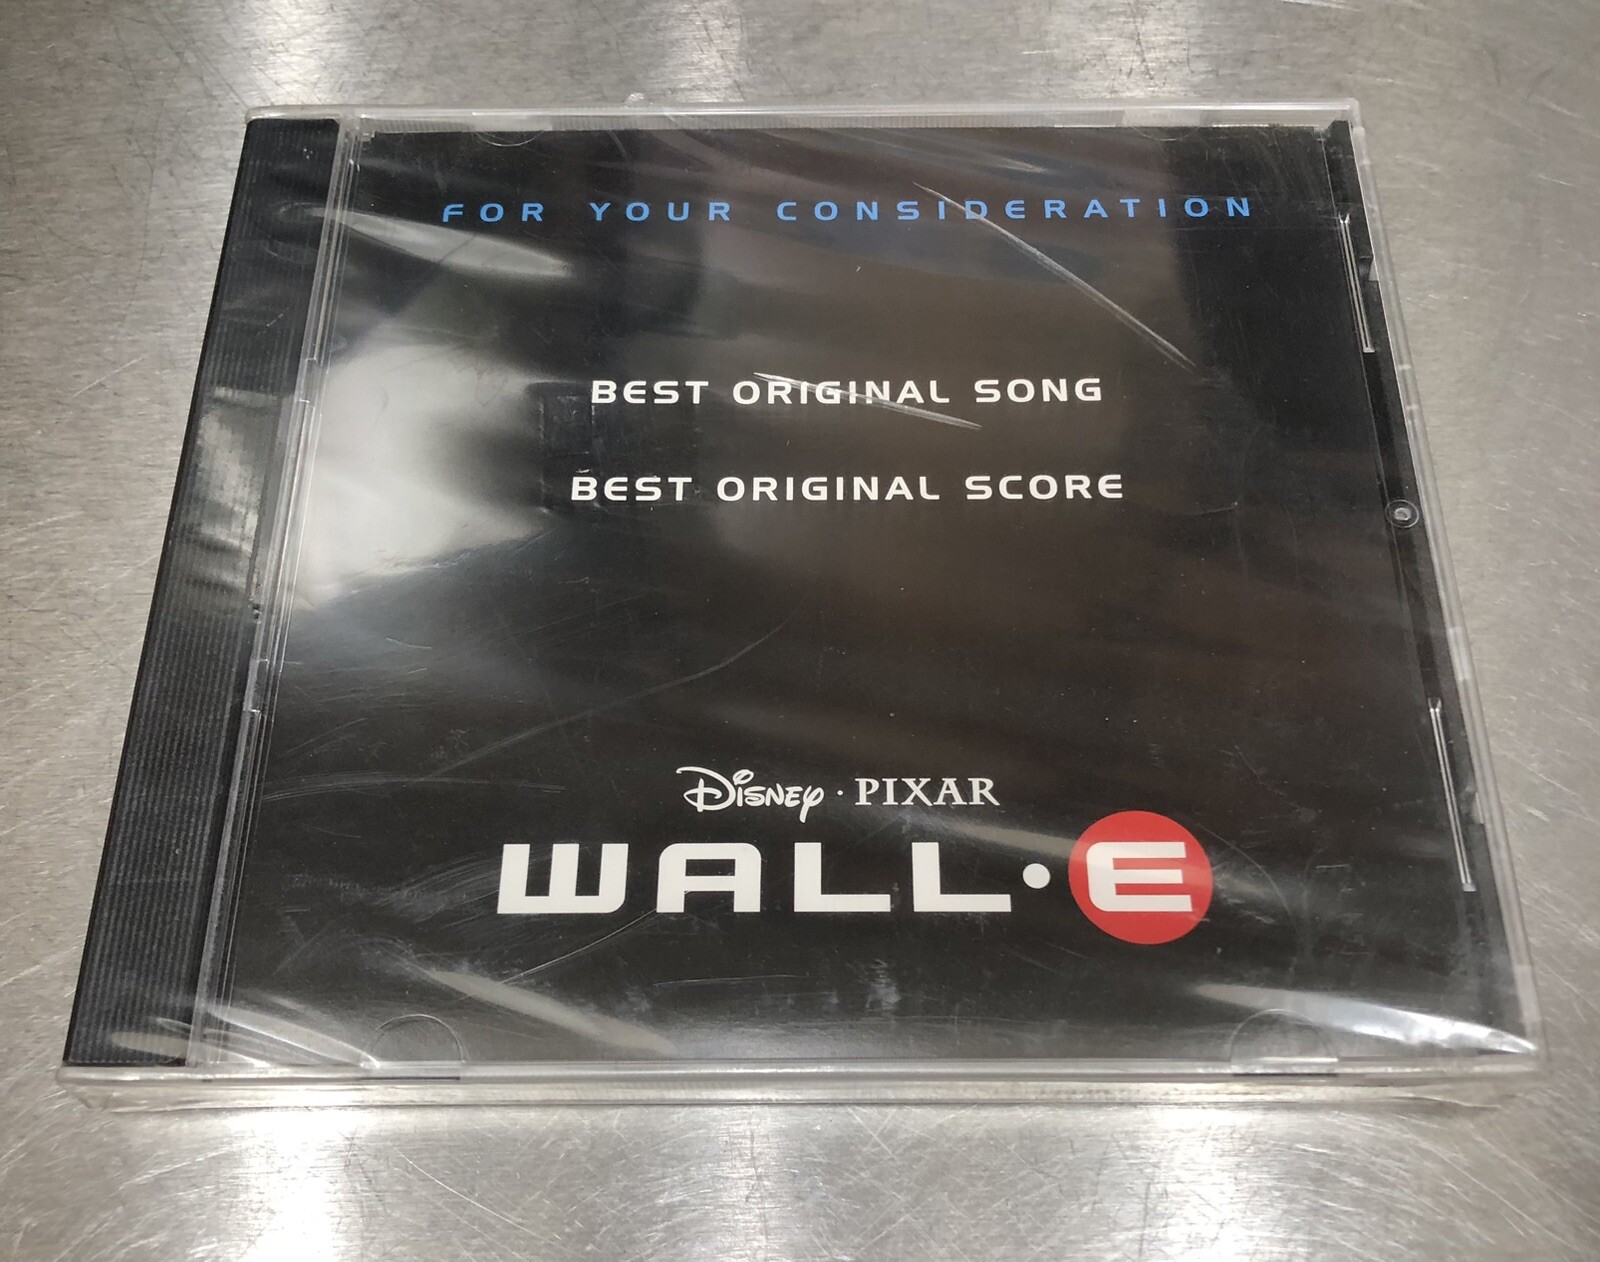 FOR YOUR CONSIDERATION
BEST ORIGINAL SONG
BEST ORIGINAL SCORE
Disney · PIXAR
WALL·E